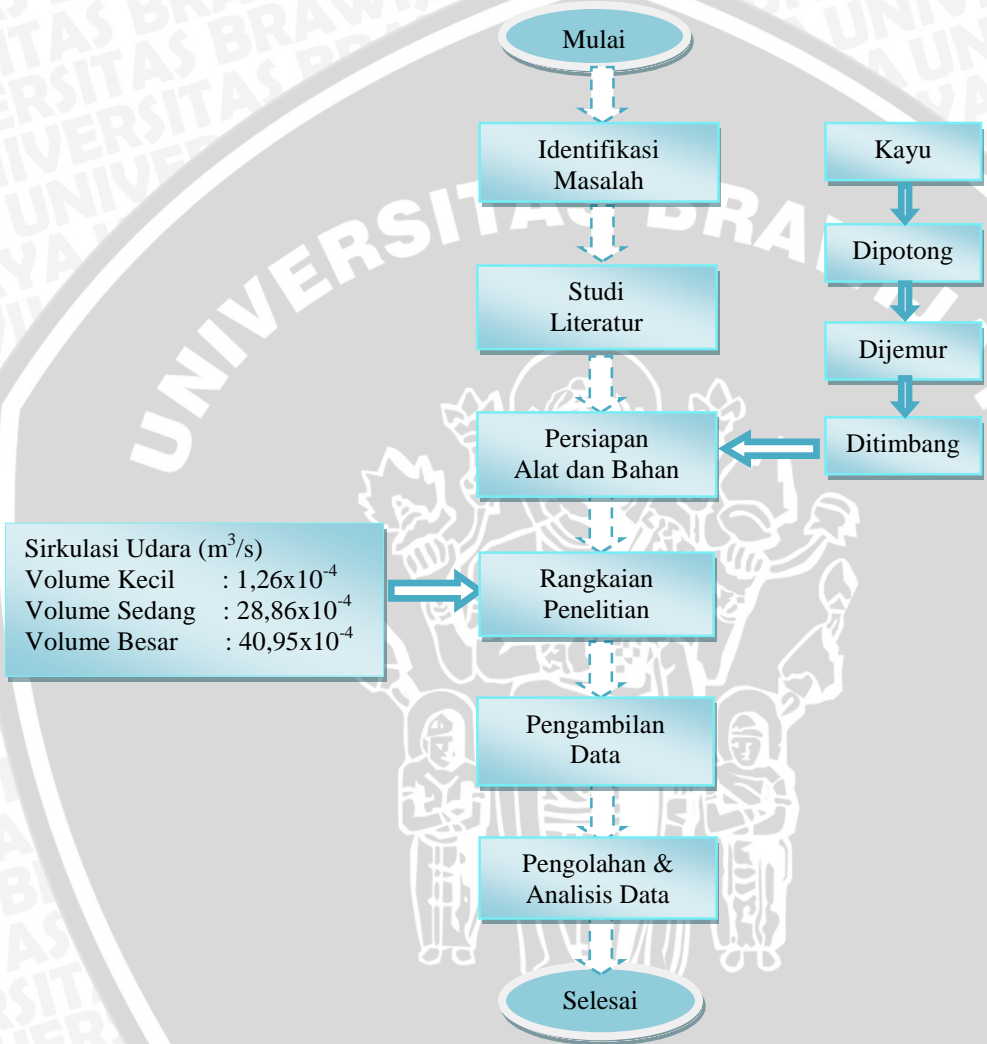 Mulai
Identifikasi
Masalah
Studi
Literatur
Persiapan
Alat dan Bahan
Kayu
Dipotong
Dijemur
Ditimbang
Sirkulasi Udara (m³/s)
Volume Kecil : 1,26x10⁻⁴
Volume Sedang : 28,86x10⁻⁴
Volume Besar : 40,95x10⁻⁴
Rangkaian
Penelitian
Pengambilan
Data
Pengolahan &
Analisis Data
Selesai
UNIVERSITAS BRAWIJ